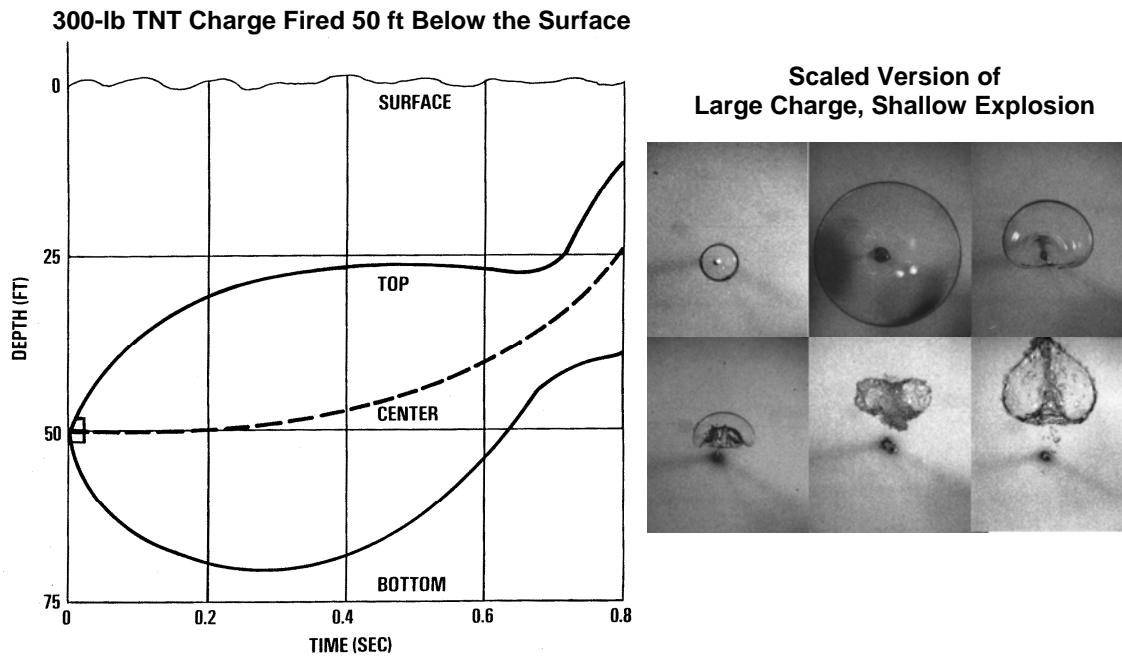 300-lb TNT Charge Fired 50 ft Below the Surface
0
SURFACE
25
TOP
DEPTH (FT)
CENTER
50
BOTTOM
75
0 0.2 0.4 0.6 0.8
TIME (SEC)
Scaled Version of
Large Charge, Shallow Explosion